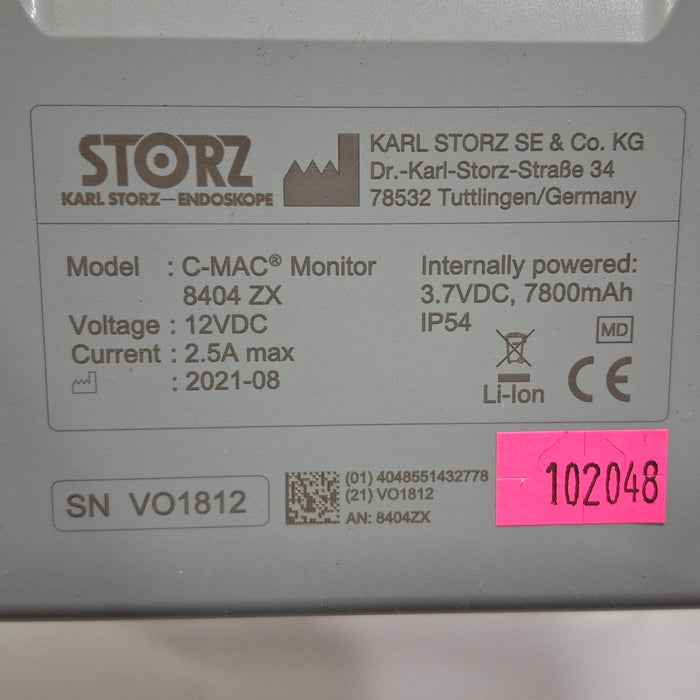 STORZ
KARL STORZ—ENDOSKOPE
KARL STORZ SE & Co. KG
Dr.-Karl-Storz-Straße 34
78532 Tuttlingen/Germany
Model : C-MAC® Monitor
8404 ZX
Voltage : 12VDC
Current : 2.5A max
: 2021-08
Internally powered:
3.7VDC, 7800mAh
IP54
MD
Li-Ion
CE
SN VO1812
(01) 4048551432778
(21) VO1812
AN: 8404ZX
102048